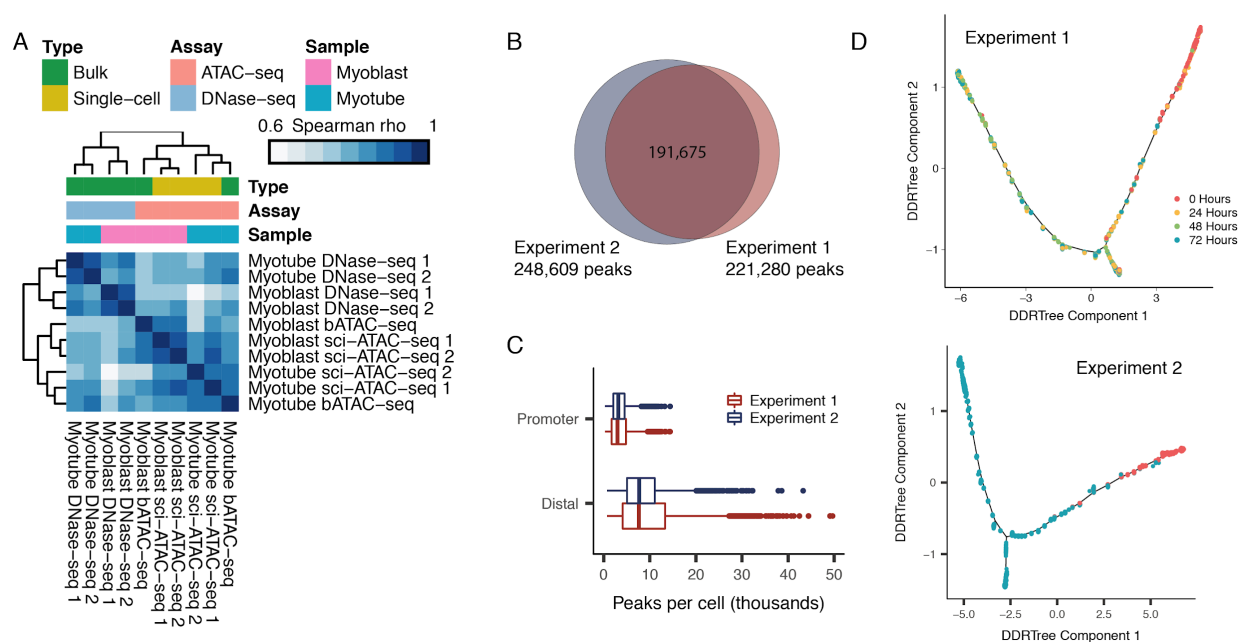 A
Type
Bulk
Single−cell
Assay
ATAC−seq
DNase−seq
Sample
Myoblast
Myotube
0.6 Spearman rho 1
Type
Assay
Sample
Myotube DNase−seq 1
Myotube DNase−seq 2
Myoblast DNase−seq 1
Myoblast DNase−seq 2
Myoblast bATAC−seq
Myoblast sci−ATAC−seq 1
Myoblast sci−ATAC−seq 2
Myotube sci−ATAC−seq 2
Myotube sci−ATAC−seq 1
Myotube bATAC−seq
Myotube DNase−seq 1
Myotube DNase−seq 2
Myoblast DNase−seq 1
Myoblast DNase−seq 2
Myoblast bATAC−seq
Myoblast sci−ATAC−seq 1
Myoblast sci−ATAC−seq 2
Myotube sci−ATAC−seq 2
Myotube sci−ATAC−seq 1
Myotube bATAC−seq
B
191,675
Experiment 2
248,609 peaks
Experiment 1
221,280 peaks
C
Promoter
Distal
Experiment 1
Experiment 2
0 10 20 30 40 50
Peaks per cell (thousands)
D
Experiment 1
DDRTree Component 2
1
0
−1
0 Hours
24 Hours
48 Hours
72 Hours
−6 −3 0 3
DDRTree Component 1
Experiment 2
DDRTree Component 2
1
0
−1
−5.0 −2.5 0.0 2.5 5.0
DDRTree Component 1